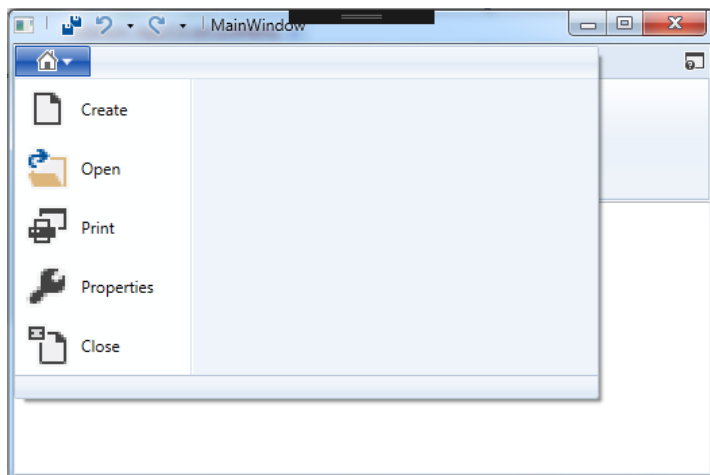 MainWindow
Create
Open
Print
Properties
Close